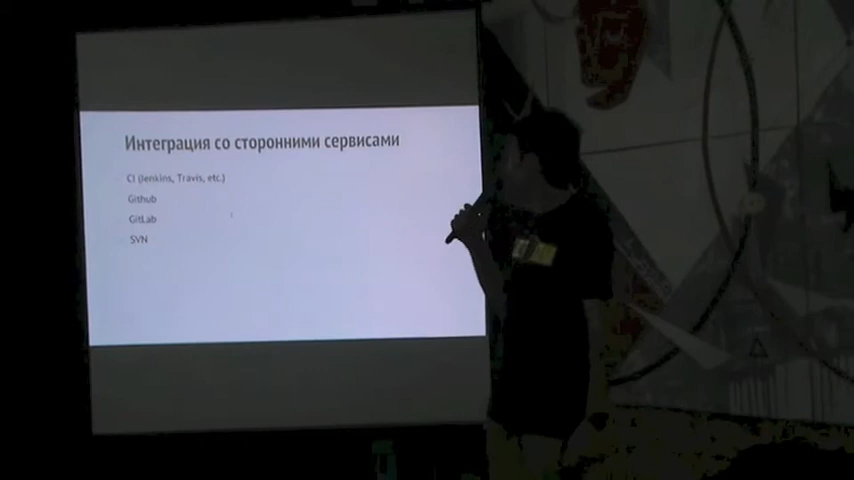 Интеграция со сторонними сервисами
CI (Jenkins, Travis, etc.)
Github
GitLab
SVN